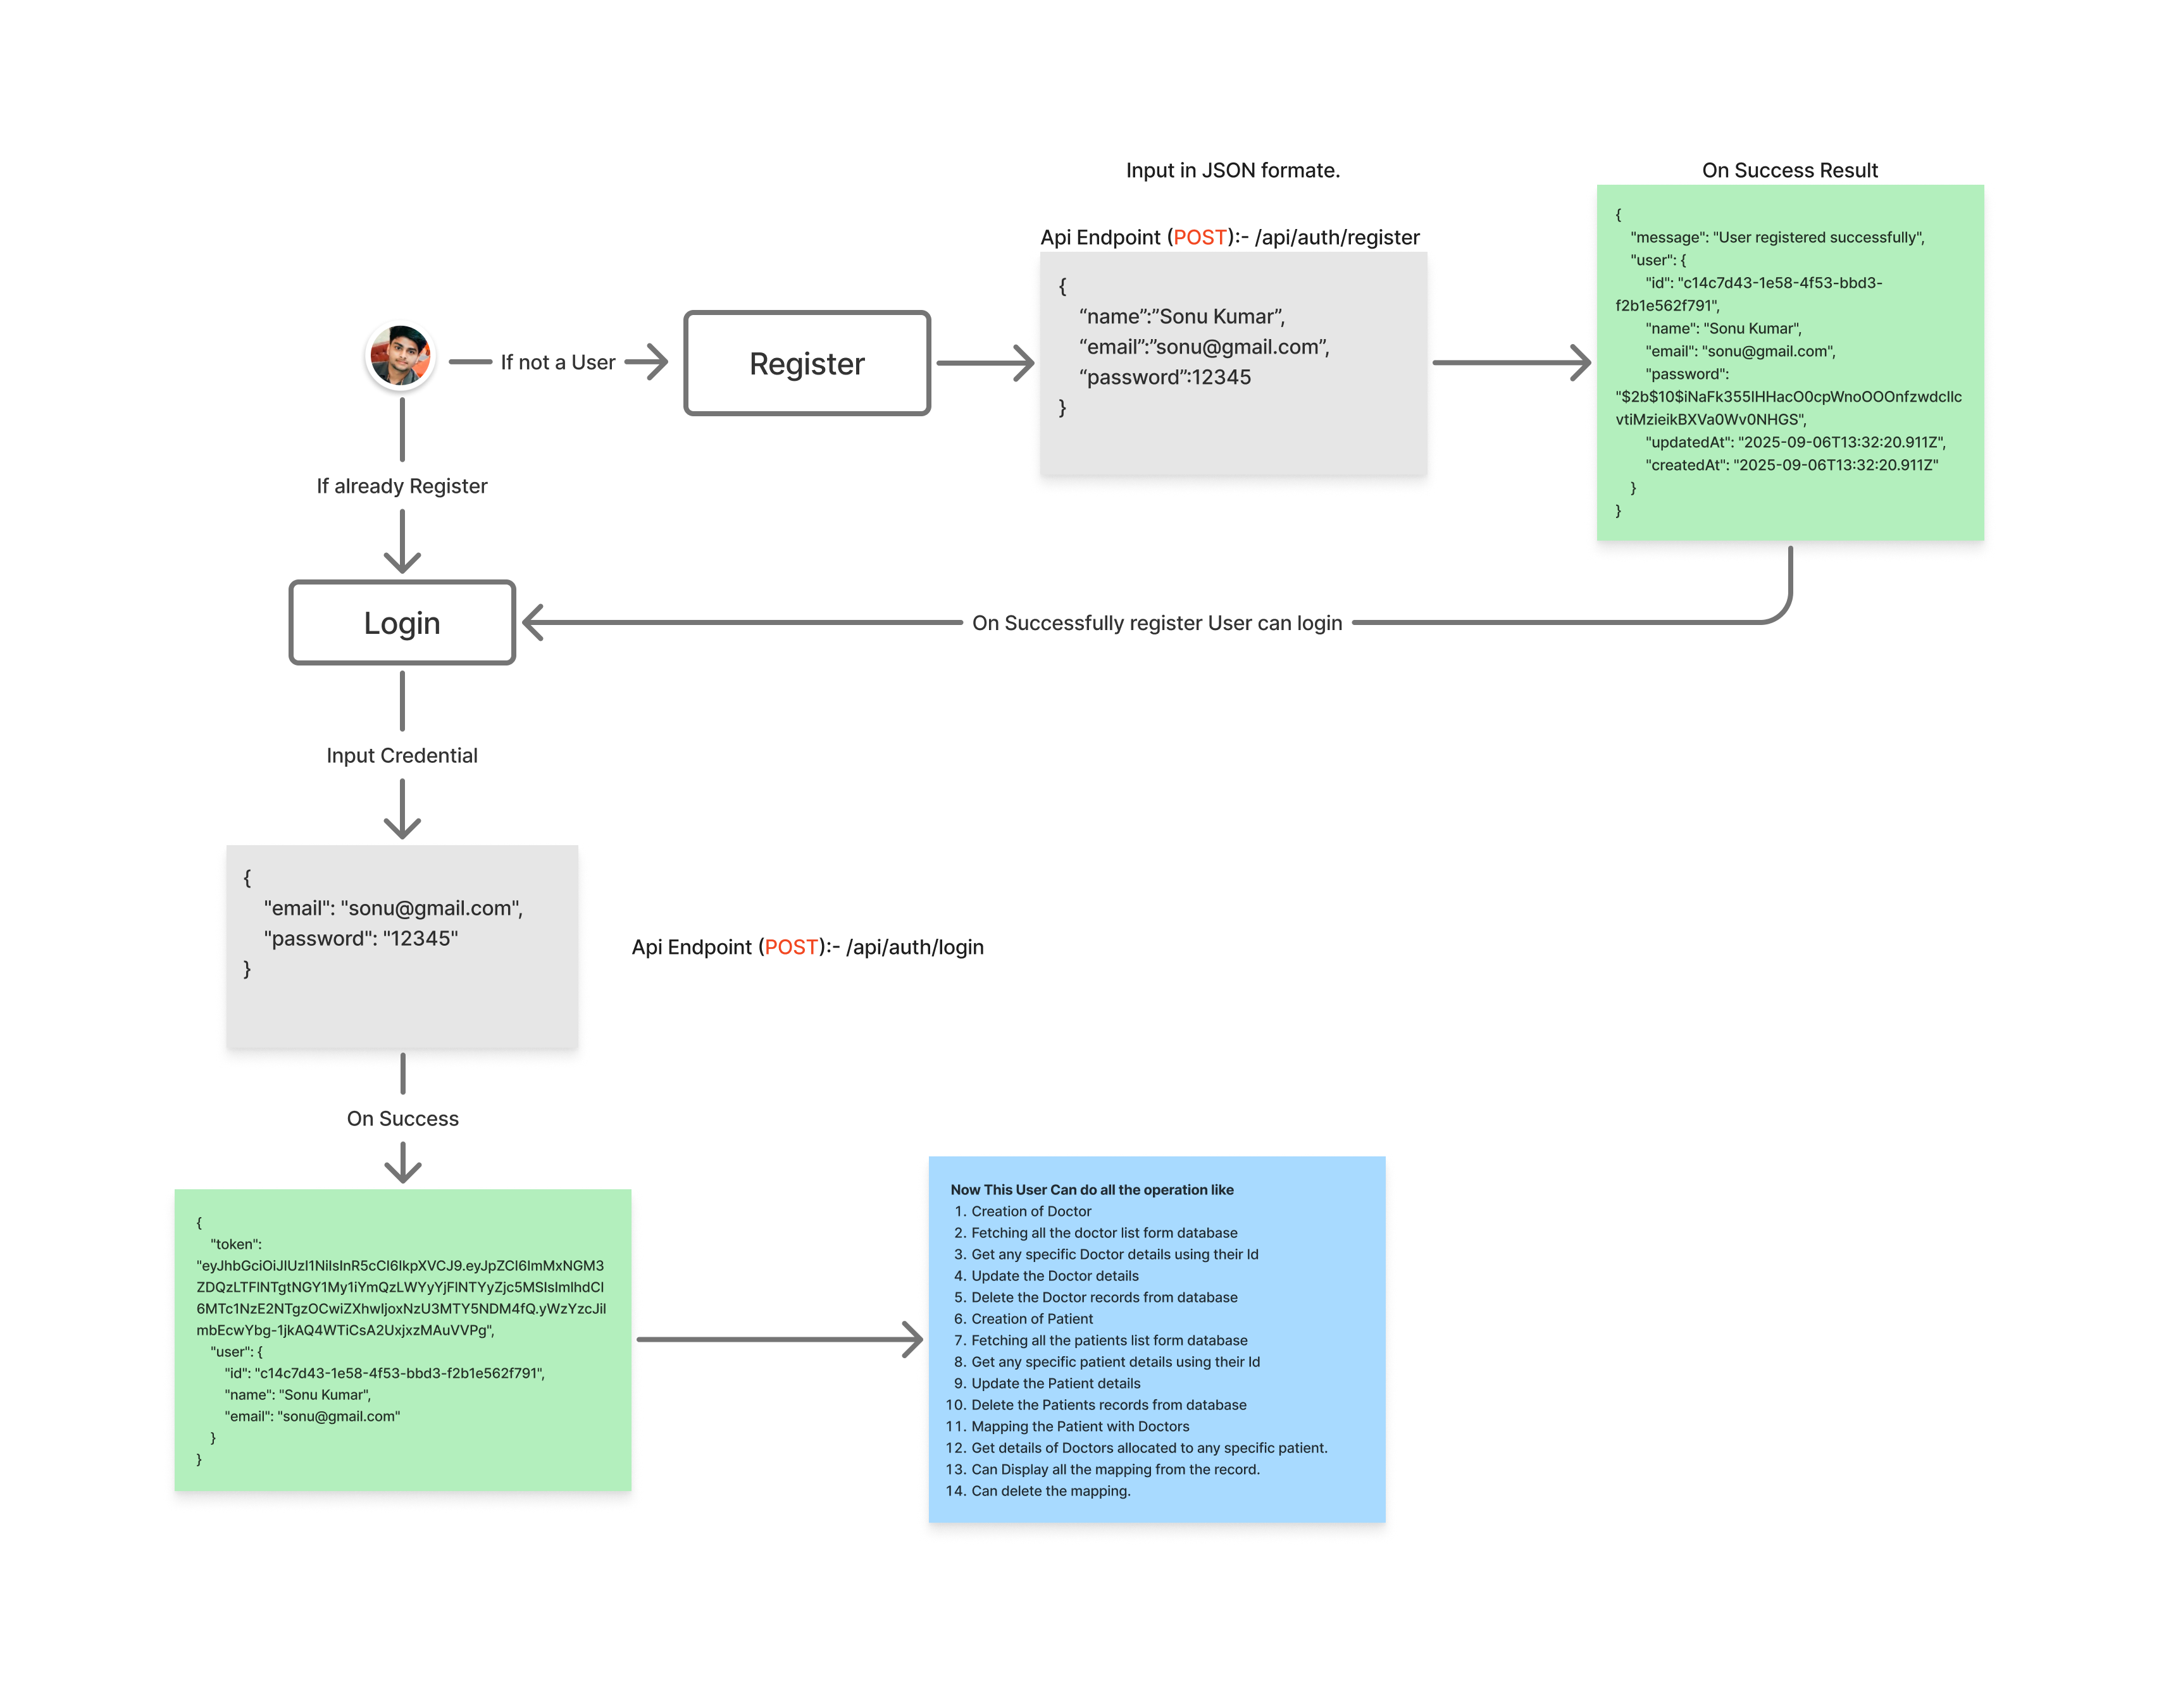 Input in JSON formate.
On Success Result
Api Endpoint (POST):- /api/auth/register
{
“name”:”Sonu Kumar”,
“email”:”sonu@gmail.com”,
“password”:12345
}
{
"message": "User registered successfully",
"user": {
"id": "c14c7d43-1e58-4f53-bbd3-
f2b1e562f791",
"name": "Sonu Kumar",
"email": "sonu@gmail.com",
"password":
"$2b$10$iNaFk355IHHacO0cpWnoOOOnfzwdcIlc
vtiMzieikBXVa0Wv0NHGS",
"updatedAt": "2025-09-06T13:32:20.911Z",
"createdAt": "2025-09-06T13:32:20.911Z"
}
}
If not a User
Register
If already Register
Login
On Successfully register User can login
Input Credential
{
"email": "sonu@gmail.com",
"password": "12345"
}
Api Endpoint (POST):- /api/auth/login
On Success
{
"token":
"eyJhbGciOiJIUzI1NiIsInR5cCI6IkpXVCJ9.eyJpZCI6ImMxNGM3
ZDQzLTFlNTgtNGY1My1iYmQzLWYyYjFlNTYyZjc5MSIsImlhdCI
6MTc1NzE2NTgzOCwiZXhwIjoxNzU3MTY5NDM4fQ.yWzYzcJiI
mbEcwYbg-1jkAQ4WTiCsA2UxjxzMAuVVPg",
"user": {
"id": "c14c7d43-1e58-4f53-bbd3-f2b1e562f791",
"name": "Sonu Kumar",
"email": "sonu@gmail.com"
}
}
Now This User Can do all the operation like
1. Creation of Doctor
2. Fetching all the doctor list form database
3. Get any specific Doctor details using their Id
4. Update the Doctor details
5. Delete the Doctor records from database
6. Creation of Patient
7. Fetching all the patients list form database
8. Get any specific patient details using their Id
9. Update the Patient details
10. Delete the Patients records from database
11. Mapping the Patient with Doctors
12. Get details of Doctors allocated to any specific patient.
13. Can Display all the mapping from the record.
14. Can delete the mapping.